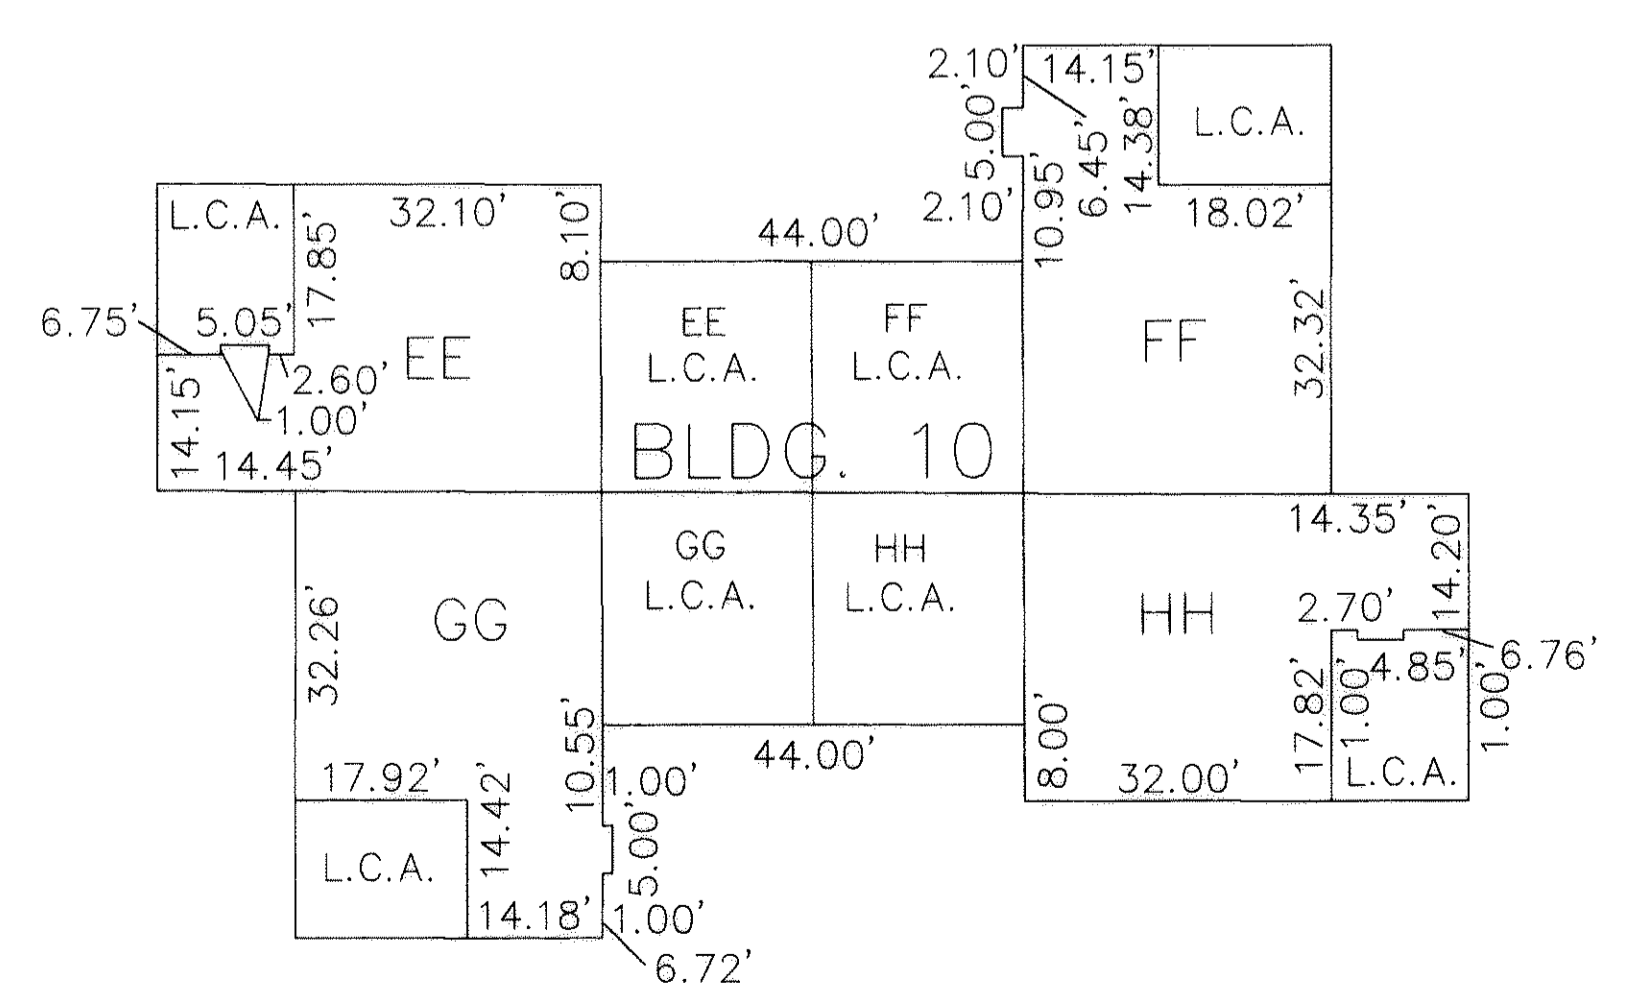 2.10'
14.15'
5.00'
6.45"
14.38'
L.C.A.
2.10'
10.95'
18.02'
L.C.A.
32.10'
8.10'
17.85'
44.00'
6.75'
5.05'
EE
2.60'
1.00'
14.15'
14.45'
EE
L.C.A.
FF
L.C.A.
FF
32.32'
BLDG. 10
GG
L.C.A.
HH
L.C.A.
14.35'
14.20'
32.26'
GG
HH
2.70'
6.76'
4.85'
1.00'
17.82'
1.00'
L.C.A.
8.00'
32.00'
44.00'
10.55'
1.00'
17.92'
14.42'
5.00'
L.C.A.
14.18'
1.00'
6.72'